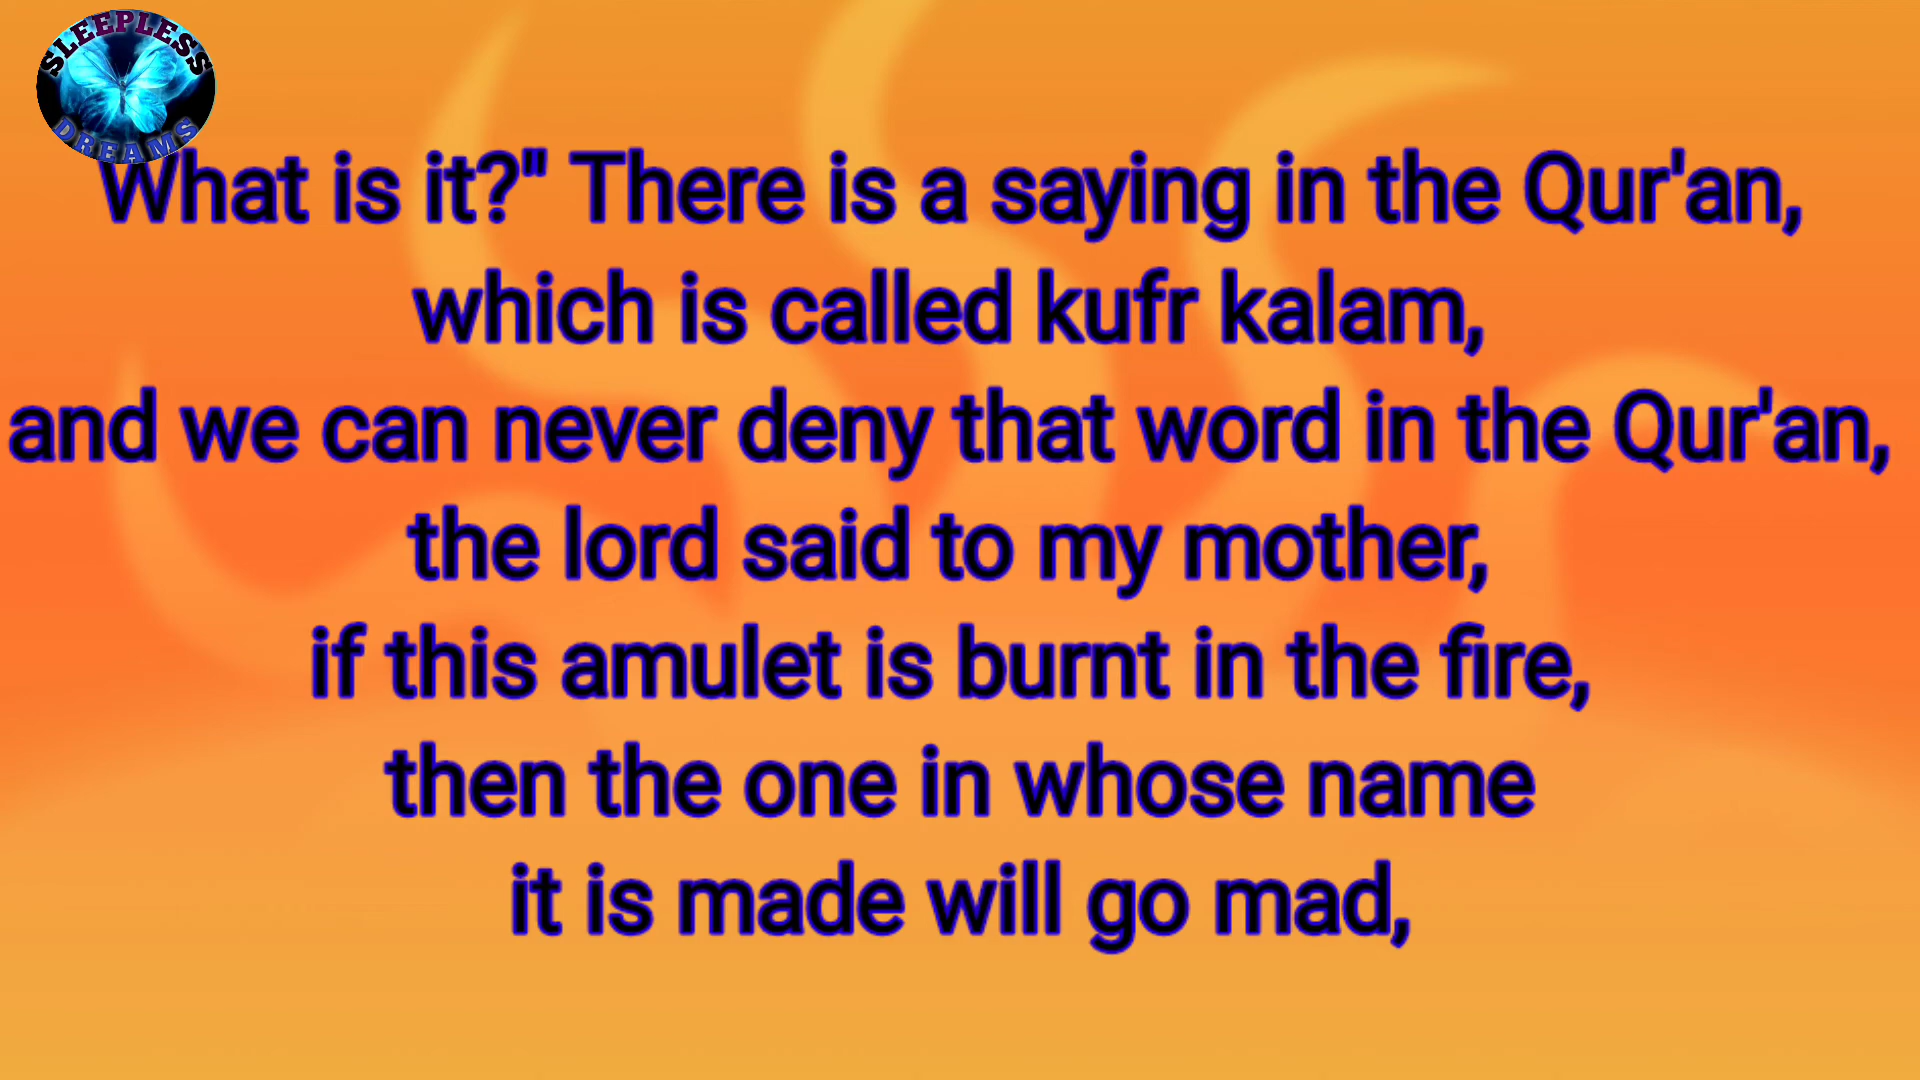 SLEEPLESS
DREAMS
What is it?" There is a saying in the Qur'an,
which is called kufr kalam,
and we can never deny that word in the Qur'an,
the lord said to my mother,
if this amulet is burnt in the fire,
then the one in whose name
it is made will go mad,